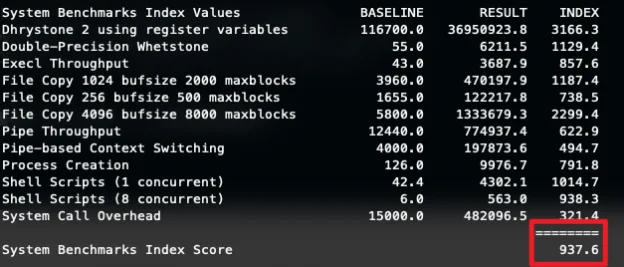 System Benchmarks Index Values               BASELINE       RESULT    INDEX
Dhrystone 2 using register variables         116700.0   36950923.8   3166.3
Double-Precision Whetstone                       55.0       6211.5   1129.4
Execl Throughput                                 43.0       3687.9    857.6
File Copy 1024 bufsize 2000 maxblocks          3960.0     470197.9   1187.4
File Copy 256 bufsize 500 maxblocks            1655.0     122217.8    738.5
File Copy 4096 bufsize 8000 maxblocks          5800.0    1333679.3   2299.4
Pipe Throughput                               12440.0     774937.4    622.9
Pipe-based Context Switching                   4000.0     197873.6    494.7
Process Creation                                126.0       9976.7    791.8
Shell Scripts (1 concurrent)                     42.4       4302.1   1014.7
Shell Scripts (8 concurrent)                      6.0        563.0    938.3
System Call Overhead                          15000.0     482096.5    321.4
                                                                   ========
System Benchmarks Index Score                                         937.6